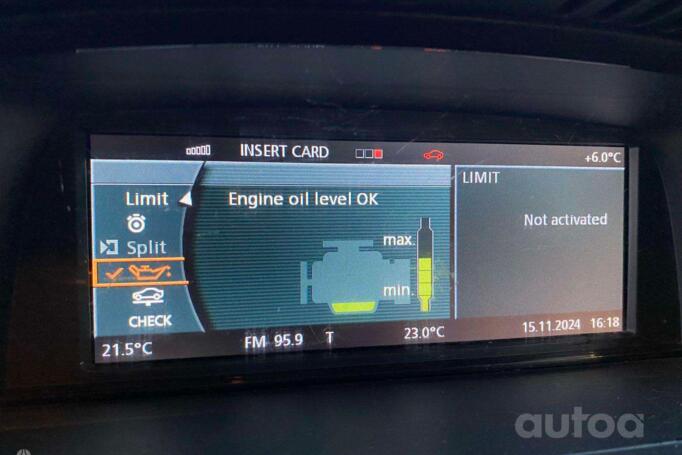 INSERT CARD
+6.0°C
Limit
Engine oil level OK
LIMIT
Not activated
Split
max.
min.
CHECK
21.5°C
FM 95.9 T
23.0°C
15.11.2024 16:18
autoa